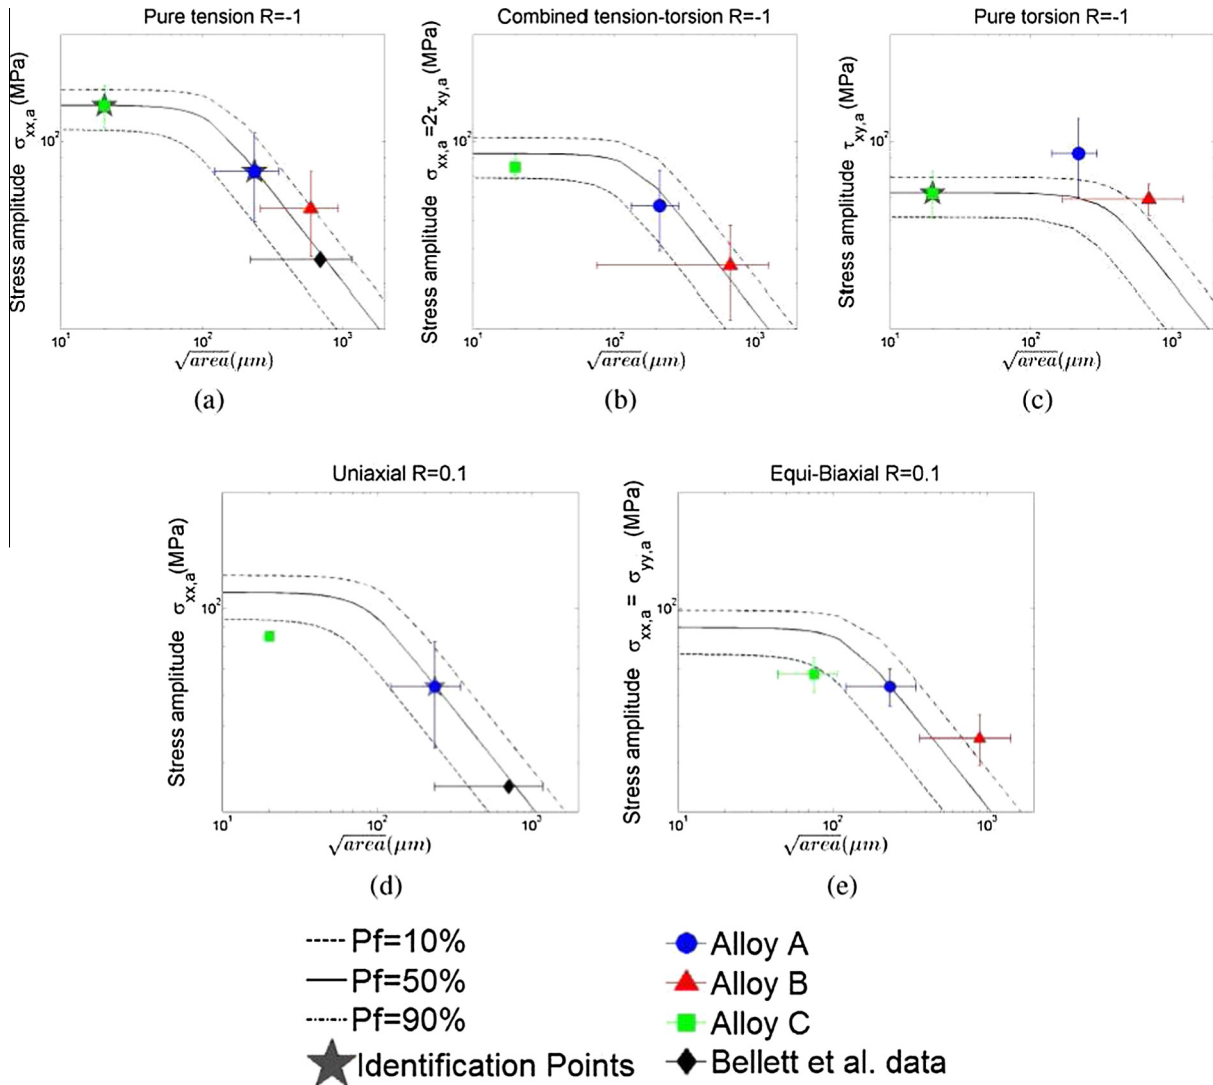 Pure tension R=-1
Stress amplitude σxx,a (MPa)
10²
10¹ 10² 10³
√area(μm)
(a)
Combined tension-torsion R=-1
Stress amplitude σxx,a =2τxy,a (MPa)
10²
10¹ 10² 10³
√area(μm)
(b)
Pure torsion R=-1
Stress amplitude τxy,a (MPa)
10²
10¹ 10² 10³
√area(μm)
(c)
Uniaxial R=0.1
Stress amplitude σxx,a(MPa)
10²
10¹ 10² 10³
√area(μm)
(d)
Equi-Biaxial R=0.1
Stress amplitude σxx,a = σyy,a (MPa)
10²
10¹ 10² 10³
√area(μm)
(e)
Pf=10%
Pf=50%
Pf=90%
Identification Points
Alloy A
Alloy B
Alloy C
Bellett et al. data